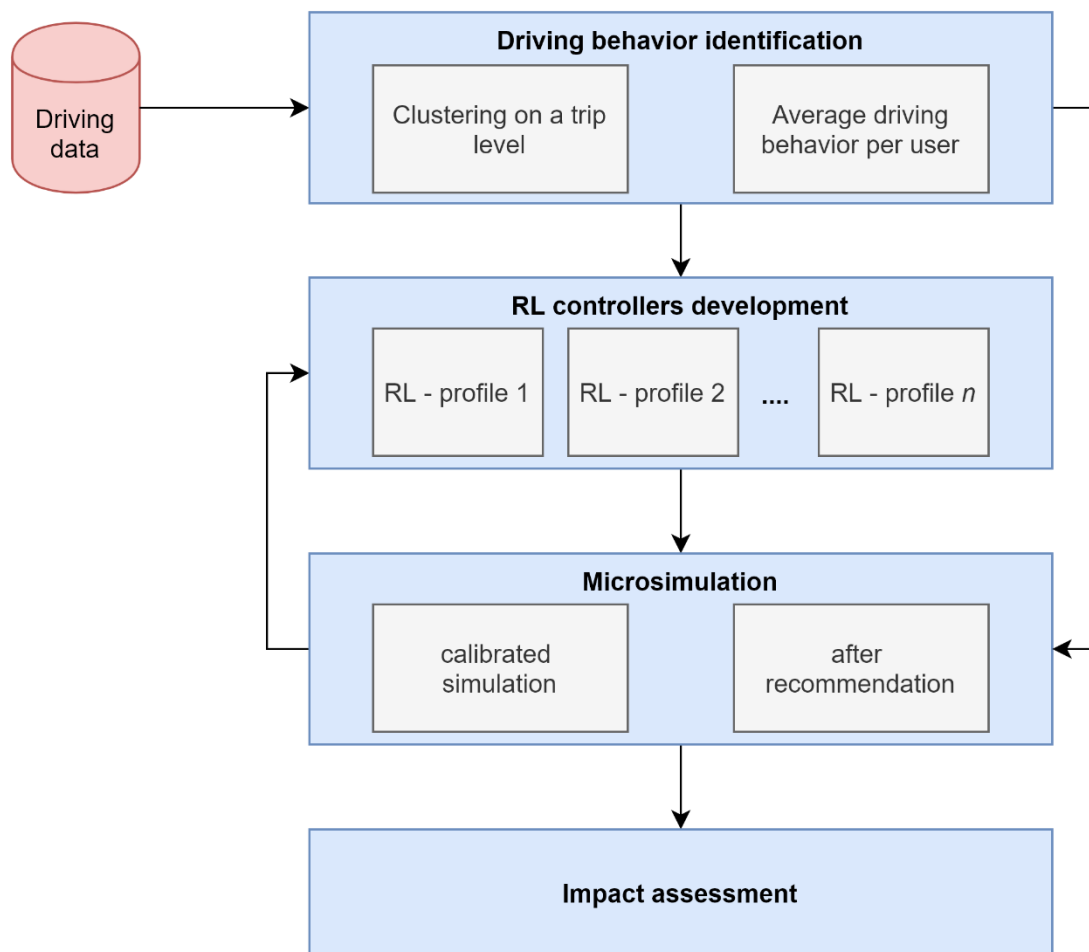 Driving behavior identification
Driving
data
Clustering on a trip
level
Average driving
behavior per user
RL controllers development
RL - profile 1
RL - profile 2
....
RL - profile n
Microsimulation
calibrated
simulation
after
recommendation
Impact assessment